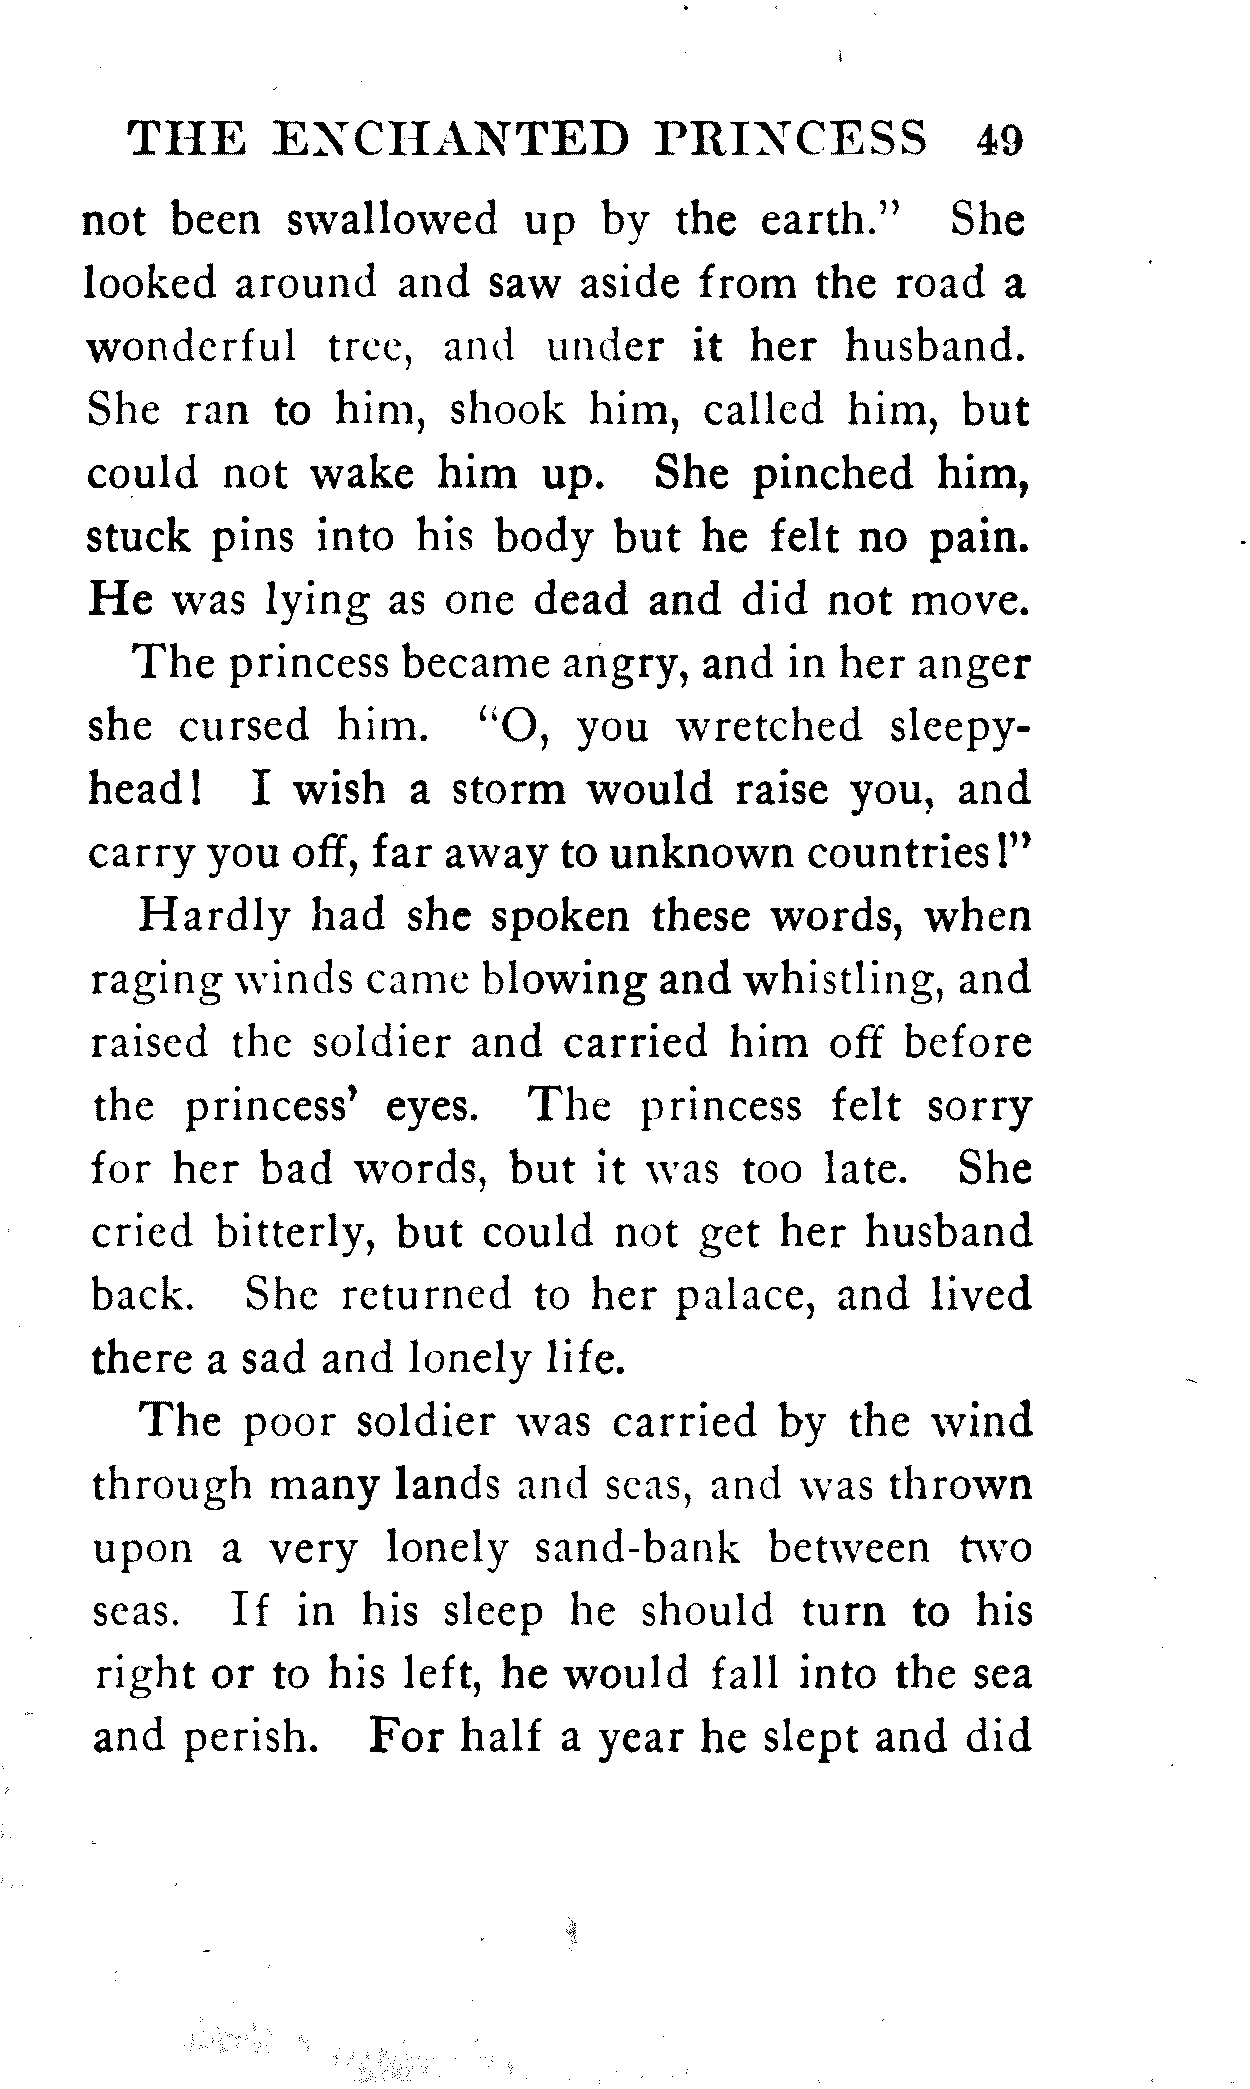 THE ENCHANTED PRINCESS 49
not been swallowed up by the earth." She
looked around and saw aside from the road a
wonderful tree, and under it her husband.
She ran to him, shook him, called him, but
could not wake him up. She pinched him,
stuck pins into his body but he felt no pain.
He was lying as one dead and did not move.
The princess became angry, and in her anger
she cursed him. "O, you wretched sleepy-
head! I wish a storm would raise you, and
carry you off, far away to unknown countries!"
Hardly had she spoken these words, when
raging winds came blowing and whistling, and
raised the soldier and carried him off before
the princess' eyes. The princess felt sorry
for her bad words, but it was too late. She
cried bitterly, but could not get her husband
back. She returned to her palace, and lived
there a sad and lonely life.
The poor soldier was carried by the wind
through many lands and seas, and was thrown
upon a very lonely sand-bank between two
seas. If in his sleep he should turn to his
right or to his left, he would fall into the sea
and perish. For half a year he slept and did